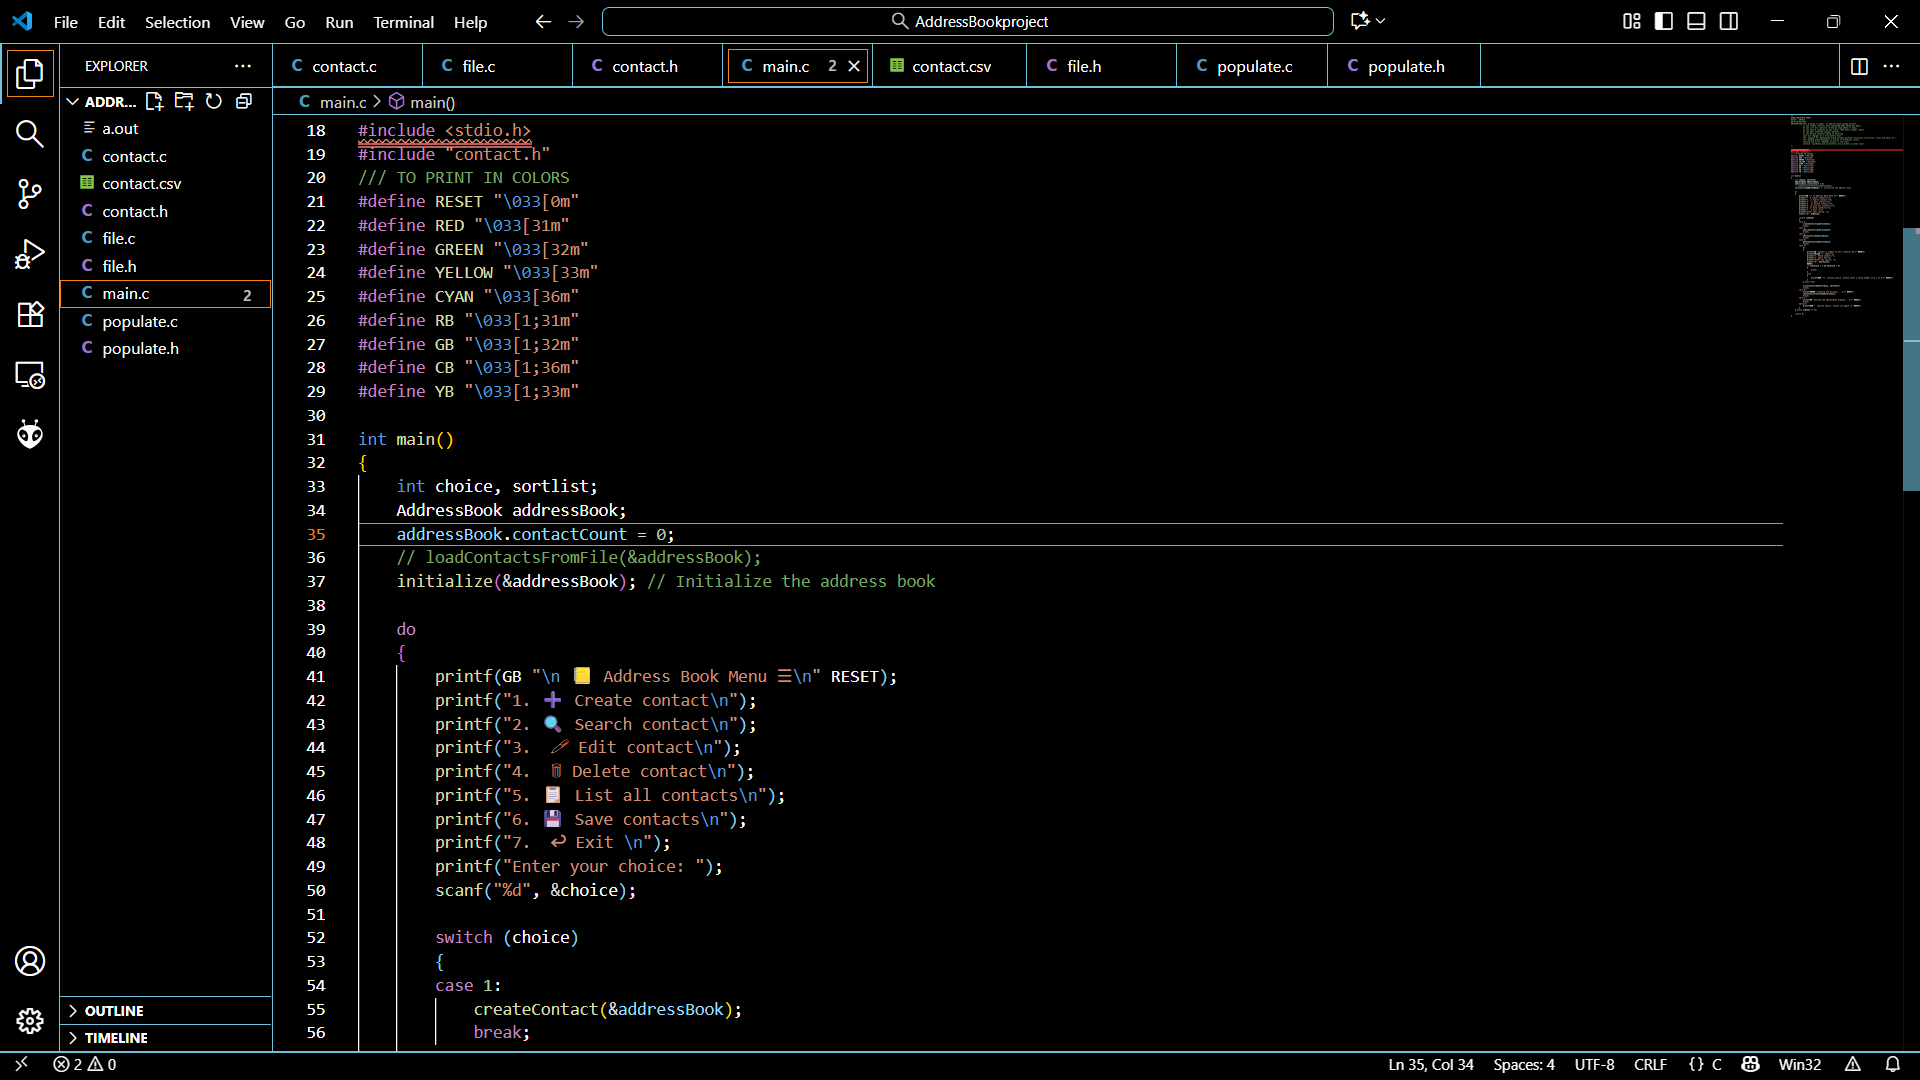 File Edit Selection View Go Run Terminal Help
AddressBookproject
EXPLORER
ADDR...
a.out
contact.c
contact.csv
contact.h
file.c
file.h
main.c 2
populate.c
populate.h
OUTLINE
TIMELINE
C contact.c C file.c C contact.h C main.c 2 contact.csv C file.h C populate.c C populate.h
C main.c > main()
18 #include <stdio.h>
19 #include "contact.h"
20 /// TO PRINT IN COLORS
21 #define RESET "\033[0m"
22 #define RED "\033[31m"
23 #define GREEN "\033[32m"
24 #define YELLOW "\033[33m"
25 #define CYAN "\033[36m"
26 #define RB "\033[1;31m"
27 #define GB "\033[1;32m"
28 #define CB "\033[1;36m"
29 #define YB "\033[1;33m"
30
31 int main()
32 {
33 int choice, sortlist;
34 AddressBook addressBook;
35 addressBook.contactCount = 0;
36 // loadContactsFromFile(&addressBook);
37 initialize(&addressBook); // Initialize the address book
38
39 do
40 {
41 printf(GB "\n 📒 Address Book Menu ☰\n" RESET);
42 printf("1. ➕ Create contact\n");
43 printf("2. 🔍 Search contact\n");
44 printf("3. 🖊 Edit contact\n");
45 printf("4. 🗑 Delete contact\n");
46 printf("5. 📋 List all contacts\n");
47 printf("6. 💾 Save contacts\n");
48 printf("7. ↩ Exit \n");
49 printf("Enter your choice: ");
50 scanf("%d", &choice);
51
52 switch (choice)
53 {
54 case 1:
55 createContact(&addressBook);
56 break;
2 0
Ln 35, Col 34 Spaces: 4 UTF-8 CRLF {} C Win32